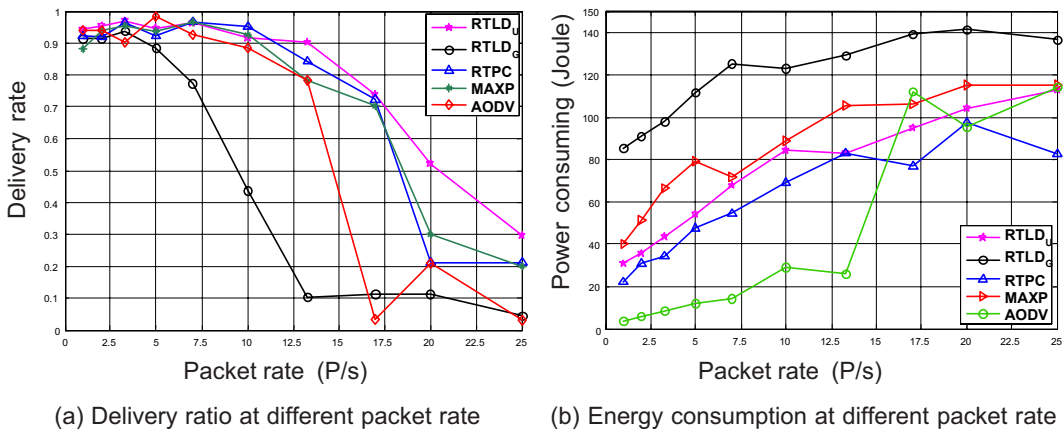 1
0.9
0.8
0.7
0.6
0.5
0.4
0.3
0.2
0.1
0
Delivery rate
RTLD_U
RTLD_G
RTPC
MAXP
AODV
0 2.5 5 7.5 10 12.5 15 17.5 20 22.5 25
Packet rate (P/s)
(a) Delivery ratio at different packet rate
150
140
120
100
80
60
40
20
0
Power consuming (Joule)
RTLD_U
RTLD_G
RTPC
MAXP
AODV
0 2.5 5 7.5 10 12.5 15 17.5 20 22.5 25
Packet rate (P/s)
(b) Energy consumption at different packet rate